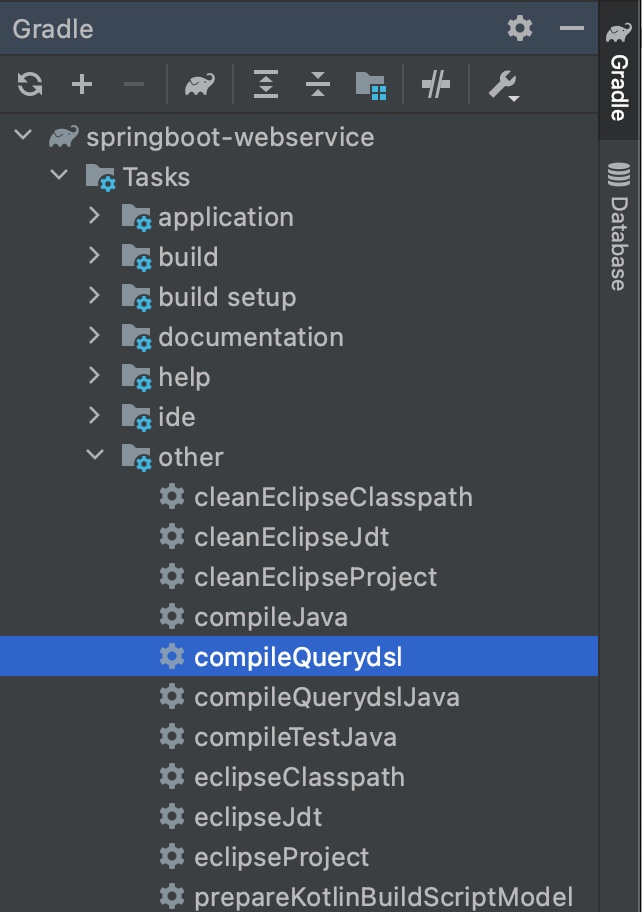 Gradle
springboot-webservice
Tasks
application
build
build setup
documentation
help
ide
other
cleanEclipseClasspath
cleanEclipseJdt
cleanEclipseProject
compileJava
compileQuerydsl
compileQuerydslJava
compileTestJava
eclipseClasspath
eclipseJdt
eclipseProject
prepareKotlinBuildScriptModel
Gradle
Database